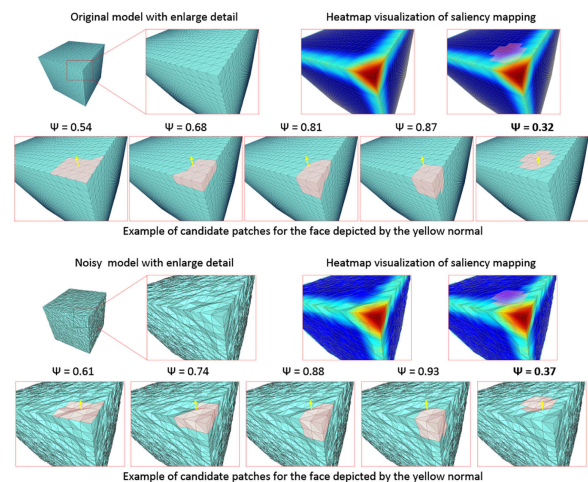 Original model with enlarge detail
Heatmap visualization of saliency mapping
Ψ = 0.54
Ψ = 0.68
Ψ = 0.81
Ψ = 0.87
Ψ = 0.32
Example of candidate patches for the face depicted by the yellow normal
Noisy model with enlarge detail
Heatmap visualization of saliency mapping
Ψ = 0.61
Ψ = 0.74
Ψ = 0.88
Ψ = 0.93
Ψ = 0.37
Example of candidate patches for the face depicted by the yellow normal